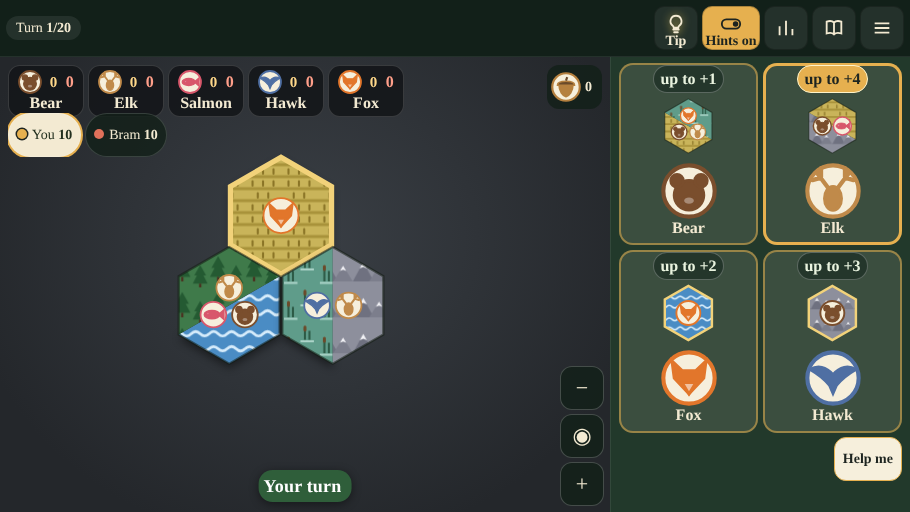 Turn 1/20
Tip
Hints on
0 0
Bear
0 0
Elk
0 0
Salmon
0 0
Hawk
0 0
Fox
0
You 10
Bram 10
up to +1
Bear
up to +4
Elk
up to +2
Fox
up to +3
Hawk
−
+
Your turn
Help me